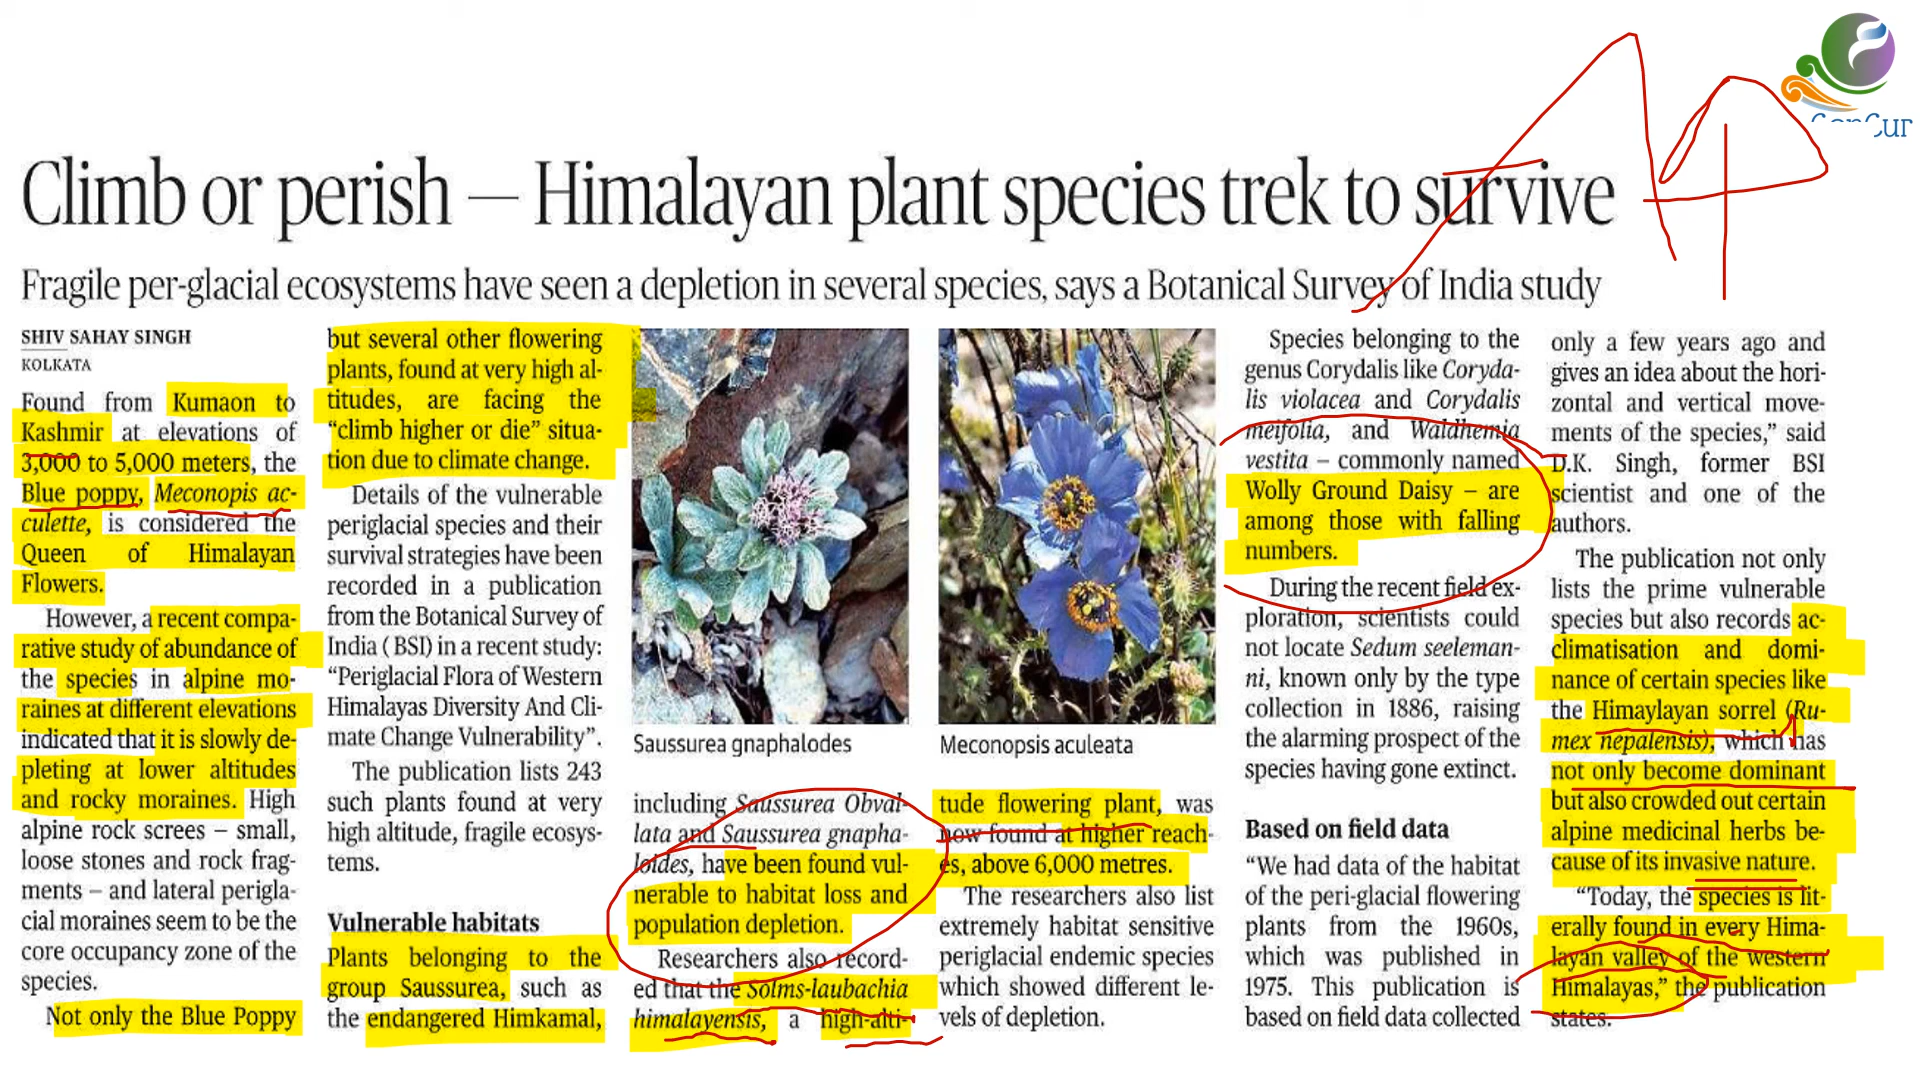 ConCur
Climb or perish — Himalayan plant species trek to survive
Fragile per-glacial ecosystems have seen a depletion in several species, says a Botanical Survey of India study
SHIV SAHAY SINGH
KOLKATA
Found from Kumaon to
Kashmir at elevations of
3,000 to 5,000 meters, the
Blue poppy, Meconopis ac-
culette, is considered the
Queen of Himalayan
Flowers.
However, a recent compa-
rative study of abundance of
the species in alpine mo-
raines at different elevations
indicated that it is slowly de-
pleting at lower altitudes
and rocky moraines. High
alpine rock screes – small,
loose stones and rock frag-
ments – and lateral perigla-
cial moraines seem to be the
core occupancy zone of the
species.
Not only the Blue Poppy
but several other flowering
plants, found at very high al-
titudes, are facing the
“climb higher or die” situa-
tion due to climate change.
Details of the vulnerable
periglacial species and their
survival strategies have been
recorded in a publication
from the Botanical Survey of
India ( BSI) in a recent study:
“Periglacial Flora of Western
Himalayas Diversity And Cli-
mate Change Vulnerability”.
The publication lists 243
such plants found at very
high altitude, fragile ecosys-
tems.
Vulnerable habitats
Plants belonging to the
group Saussurea, such as
the endangered Himkamal,
Saussurea gnaphalodes
including Saussurea Obval-
lata and Saussurea gnapha-
loides, have been found vul-
nerable to habitat loss and
population depletion.
Researchers also record-
ed that the Solms-laubachia
himalayensis, a high-alti-
Meconopsis aculeata
tude flowering plant, was
now found at higher reach-
es, above 6,000 metres.
The researchers also list
extremely habitat sensitive
periglacial endemic species
which showed different le-
vels of depletion.
Species belonging to the
genus Corydalis like Coryda-
lis violacea and Corydalis
meifolia, and Waldhemia
vestita – commonly named
Wolly Ground Daisy – are
among those with falling
numbers.
During the recent field ex-
ploration, scientists could
not locate Sedum seeleman-
ni, known only by the type
collection in 1886, raising
the alarming prospect of the
species having gone extinct.
Based on field data
“We had data of the habitat
of the peri-glacial flowering
plants from the 1960s,
which was published in
1975. This publication is
based on field data collected
only a few years ago and
gives an idea about the hori-
zontal and vertical move-
ments of the species,” said
D.K. Singh, former BSI
scientist and one of the
authors.
The publication not only
lists the prime vulnerable
species but also records ac-
climatisation and domi-
nance of certain species like
the Himaylayan sorrel (Ru-
mex nepalensis), which has
not only become dominant
but also crowded out certain
alpine medicinal herbs be-
cause of its invasive nature.
“Today, the species is lit-
erally found in every Hima-
layan valley of the western
Himalayas,” the publication
states.